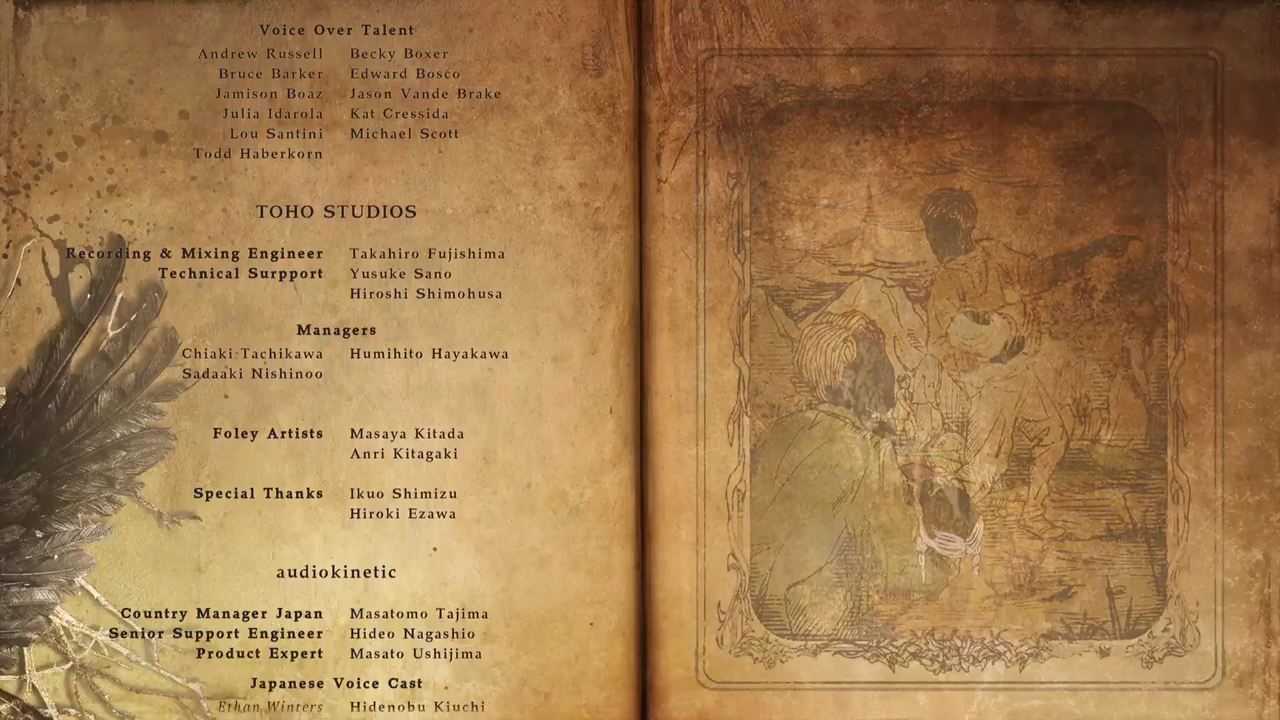 Voice Over Talent
Andrew Russell Becky Boxer
Bruce Barker Edward Bosco
Jamison Boaz Jason Vande Brake
Julia Idarola Kat Cressida
Lou Santini Michael Scott
Todd Haberkorn
TOHO STUDIOS
Recording & Mixing Engineer Takahiro Fujishima
Technical Surpport Yusuke Sano
Hiroshi Shimohusa
Managers
Chiaki Tachikawa Humihito Hayakawa
Sadaaki Nishinoo
Foley Artists Masaya Kitada
Anri Kitagaki
Special Thanks Ikuo Shimizu
Hiroki Ezawa
audiokinetic
Country Manager Japan Masatomo Tajima
Senior Support Engineer Hideo Nagashio
Product Expert Masato Ushijima
Japanese Voice Cast
Ethan Winters Hidenobu Kiuchi